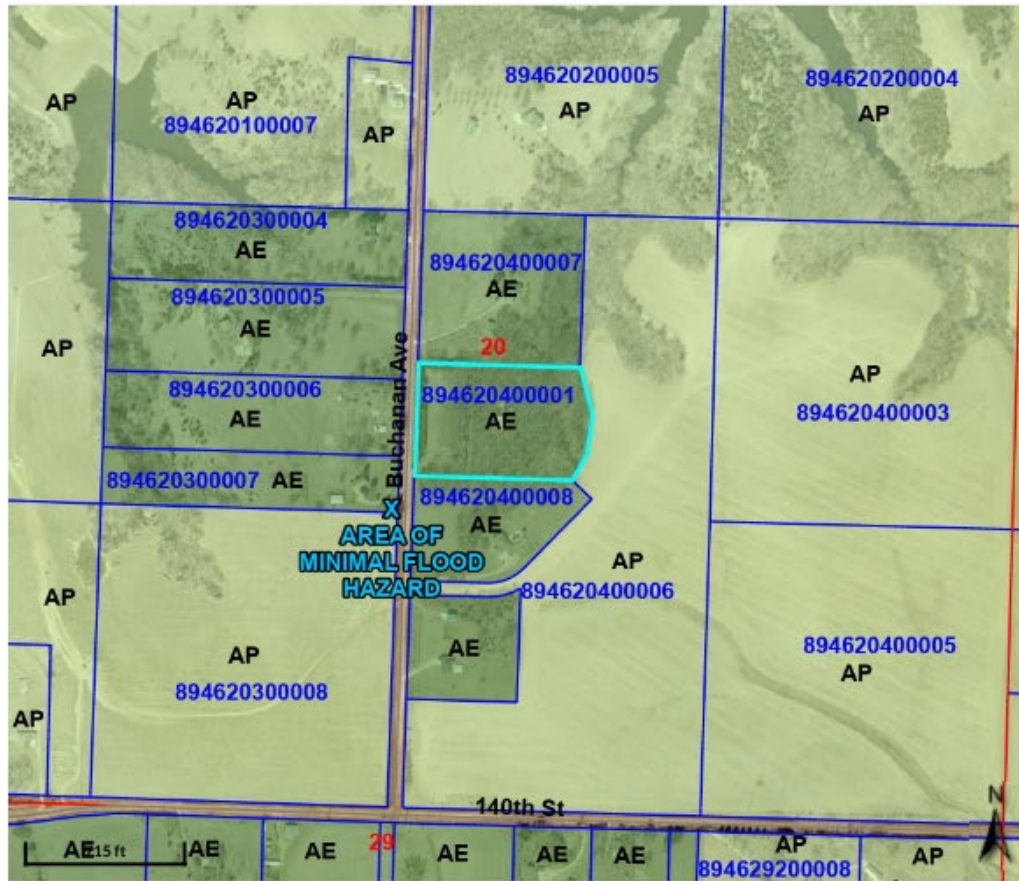 894620200005
AP
894620200004
AP
AP
AP
894620100007
AP
894620300004
AE
894620400007
AE
894620300005
AE
20
AP
AP
894620400003
894620300006
AE
894620400001
AE
Buchanan Ave
894620300007
AE
894620400008
AE
X
AREA OF
MINIMAL FLOOD
HAZARD
AP
894620400006
AP
AE
AP
894620300008
894620400005
AP
AP
N
140th St
29
AE
15 ft
AE
AE
AE
AE
AE
AP
894629200008
AP